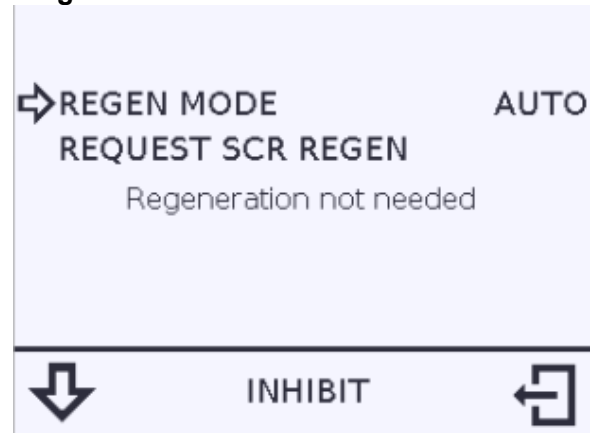 REGEN MODE AUTO
REQUEST SCR REGEN
Regeneration not needed
INHIBIT